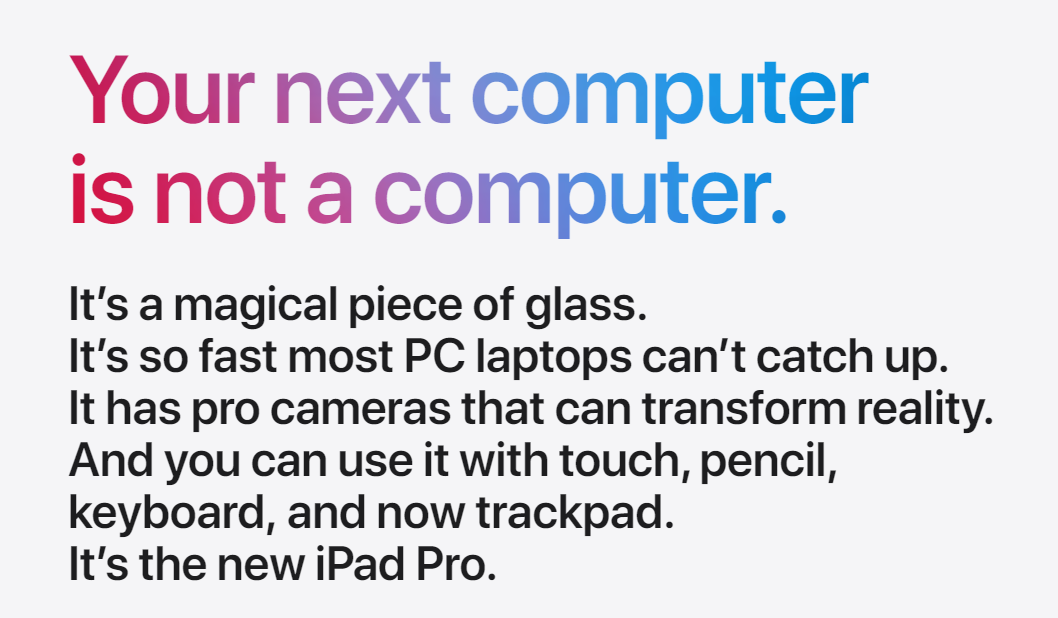 Your next computer
is not a computer.
It’s a magical piece of glass.
It’s so fast most PC laptops can’t catch up.
It has pro cameras that can transform reality.
And you can use it with touch, pencil,
keyboard, and now trackpad.
It’s the new iPad Pro.